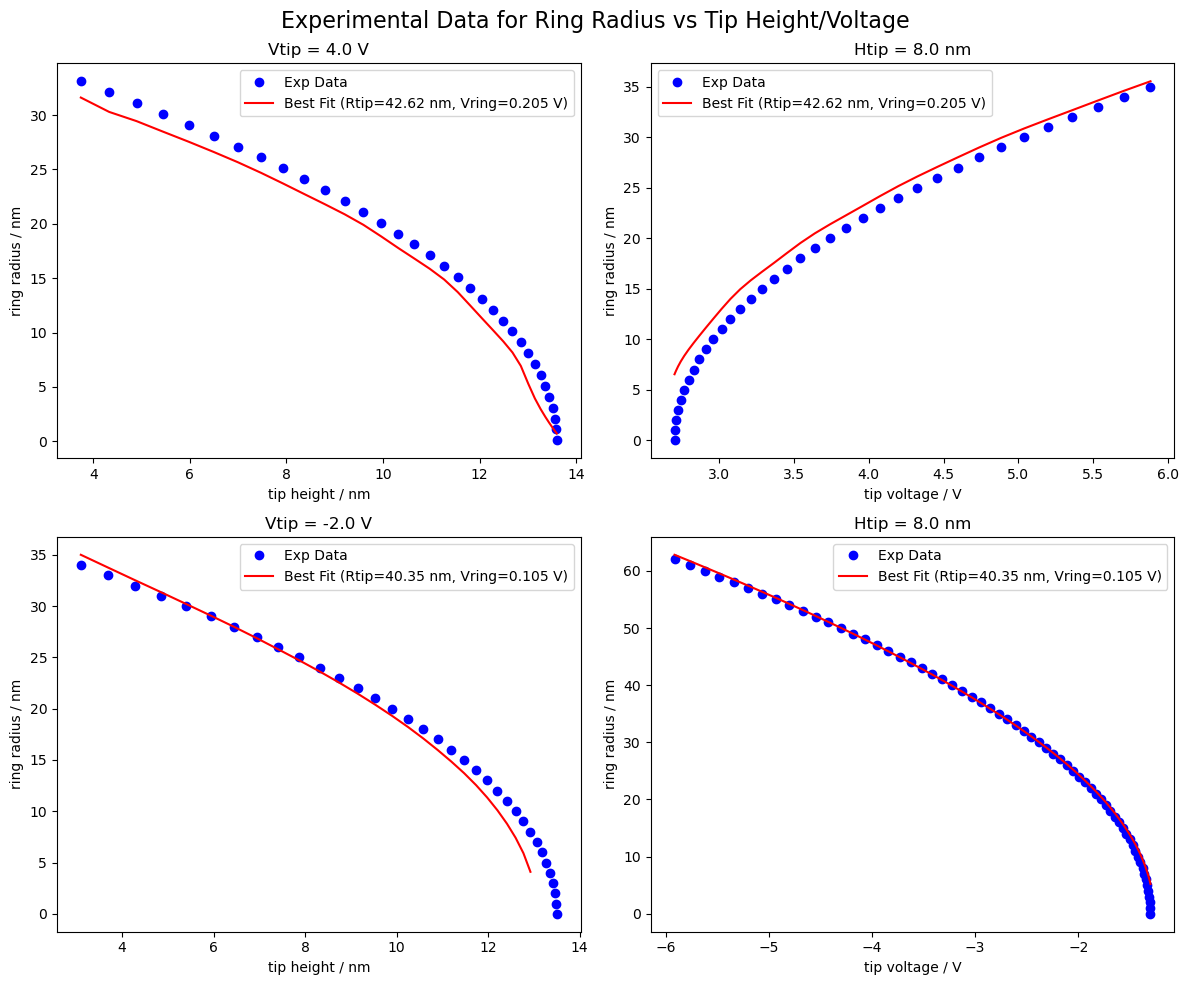 Experimental Data for Ring Radius vs Tip Height/Voltage
Vtip = 4.0 V
Exp Data
Best Fit (Rtip=42.62 nm, Vring=0.205 V)
ring radius / nm
30
25
20
15
10
5
0
4
6
8
10
12
14
tip height / nm
Htip = 8.0 nm
Exp Data
Best Fit (Rtip=42.62 nm, Vring=0.205 V)
ring radius / nm
35
30
25
20
15
10
5
0
3.0
3.5
4.0
4.5
5.0
5.5
6.0
tip voltage / V
Vtip = -2.0 V
Exp Data
Best Fit (Rtip=40.35 nm, Vring=0.105 V)
ring radius / nm
35
30
25
20
15
10
5
0
4
6
8
10
12
14
tip height / nm
Htip = 8.0 nm
Exp Data
Best Fit (Rtip=40.35 nm, Vring=0.105 V)
ring radius / nm
60
50
40
30
20
10
0
−6
−5
−4
−3
−2
tip voltage / V